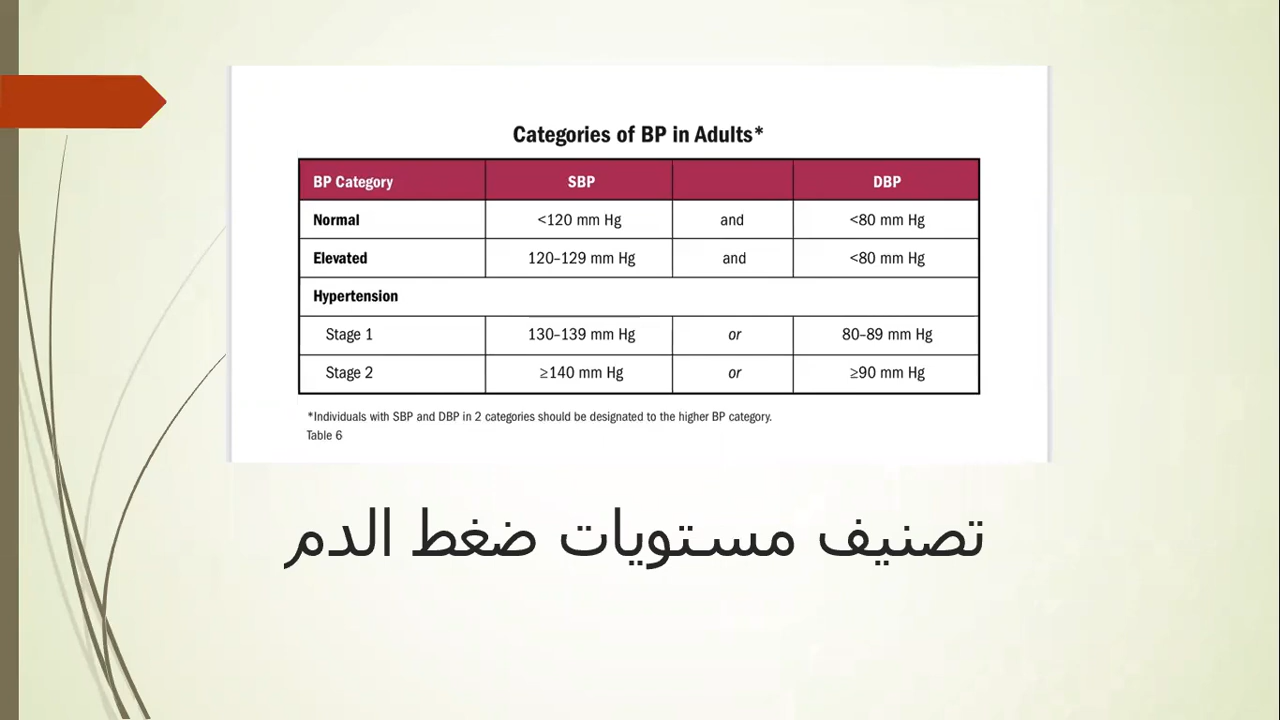 Categories of BP in Adults*
BP Category SBP DBP
Normal <120 mm Hg and <80 mm Hg
Elevated 120–129 mm Hg and <80 mm Hg
Hypertension
Stage 1 130–139 mm Hg or 80–89 mm Hg
Stage 2 ≥140 mm Hg or ≥90 mm Hg
*Individuals with SBP and DBP in 2 categories should be designated to the higher BP category.
Table 6
تصنيف مستويات ضغط الدم